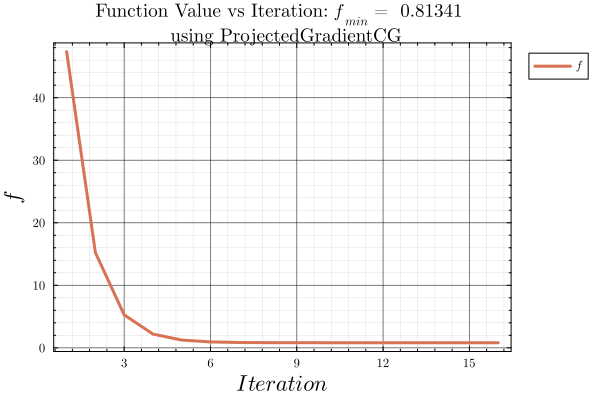 Function Value vs Iteration: f_min = 0.81341
using ProjectedGradientCG
f
40
30
20
10
0
f
3
6
9
12
15
Iteration